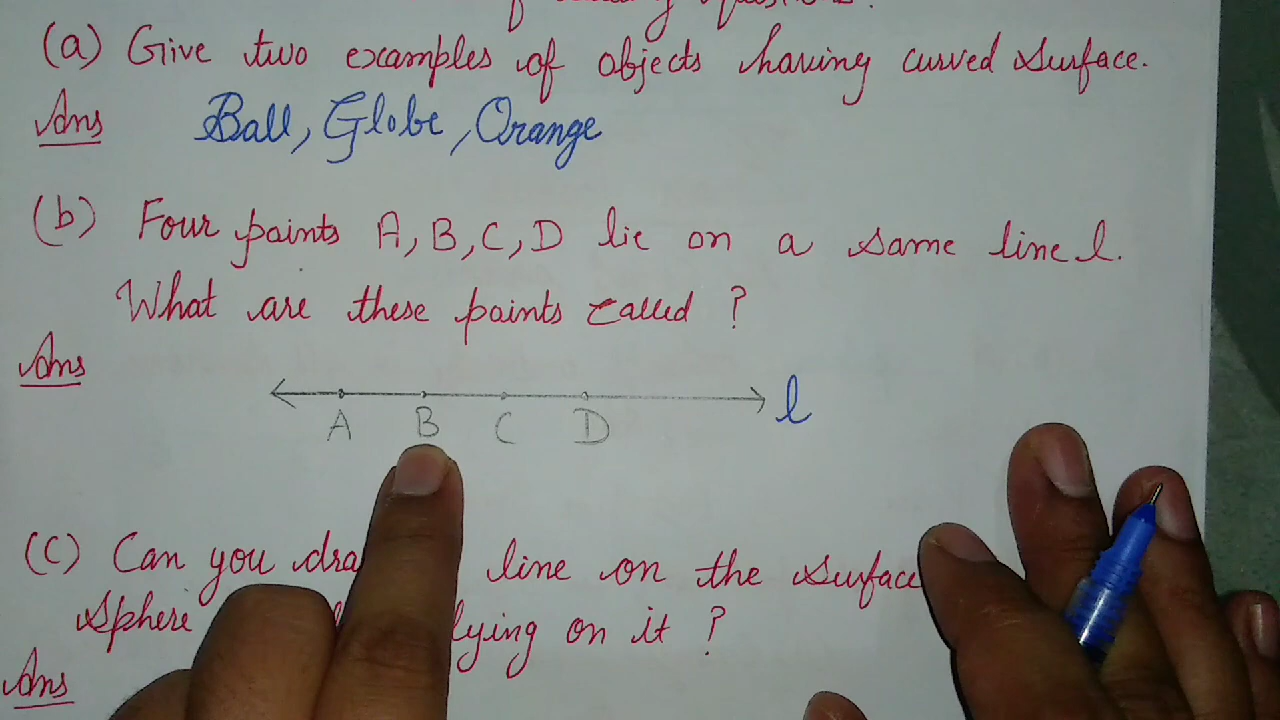 (a) Give two examples of objects having curved surface.
Ans Ball, Globe, Orange
(b) Four points A, B, C, D lie on a same line l.
What are these points called ?
Ans
l
A B C D
(C) Can you line on the surface
Sphere lying on it ?
Ans